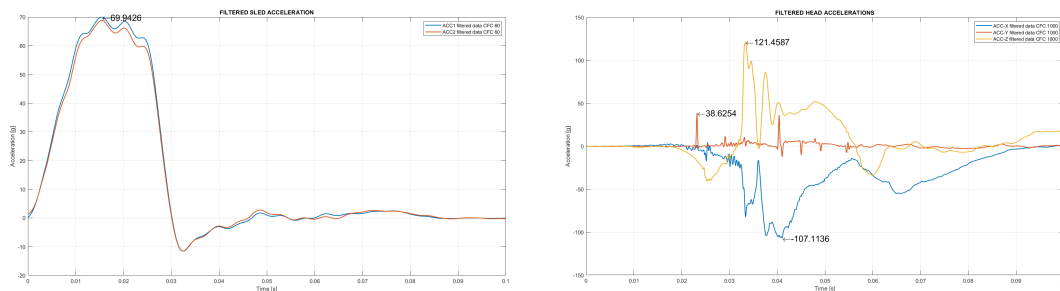 FILTERED SLED ACCELERATION
69.9426
ACC1 filtered data CFC 60
ACC2 filtered data CFC 60
70
60
50
40
30
20
10
0
-10
-20
Acceleration [g]
0 0.01 0.02 0.03 0.04 0.05 0.06 0.07 0.08 0.09 0.1
Time [s]
FILTERED HEAD ACCELERATIONS
ACC-X filtered data CFC 1000
ACC-Y filtered data CFC 1000
ACC-Z filtered data CFC 1000
121.4587
38.6254
-107.1136
150
100
50
0
-50
-100
-150
Acceleration [g]
0 0.01 0.02 0.03 0.04 0.05 0.06 0.07 0.08 0.09 0.1
Time [s]